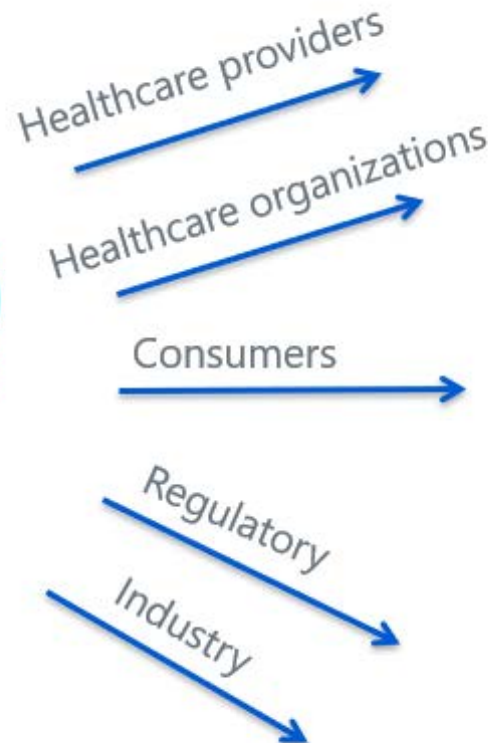 Healthcare providers
Healthcare organizations
Consumers
Regulatory
Industry